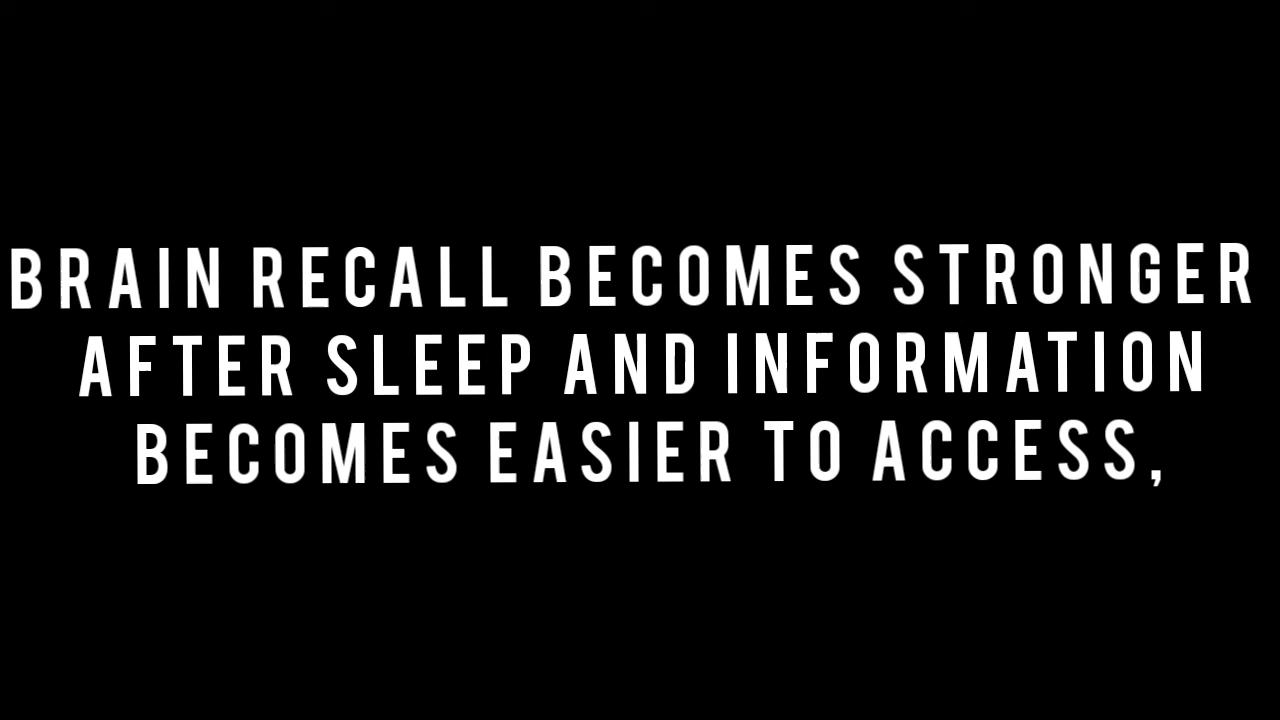 BRAIN RECALL BECOMES STRONGER
AFTER SLEEP AND INFORMATION
BECOMES EASIER TO ACCESS,